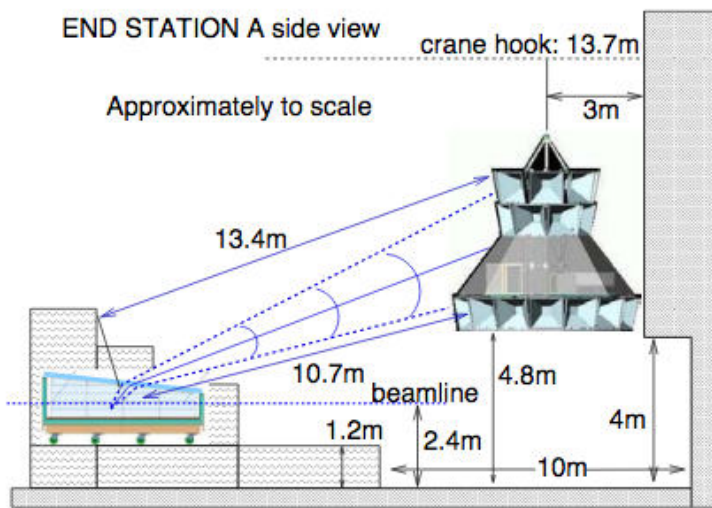 END STATION A side view
crane hook: 13.7m
Approximately to scale
3m
13.4m
10.7m
beamline
4.8m
1.2m
2.4m
4m
10m